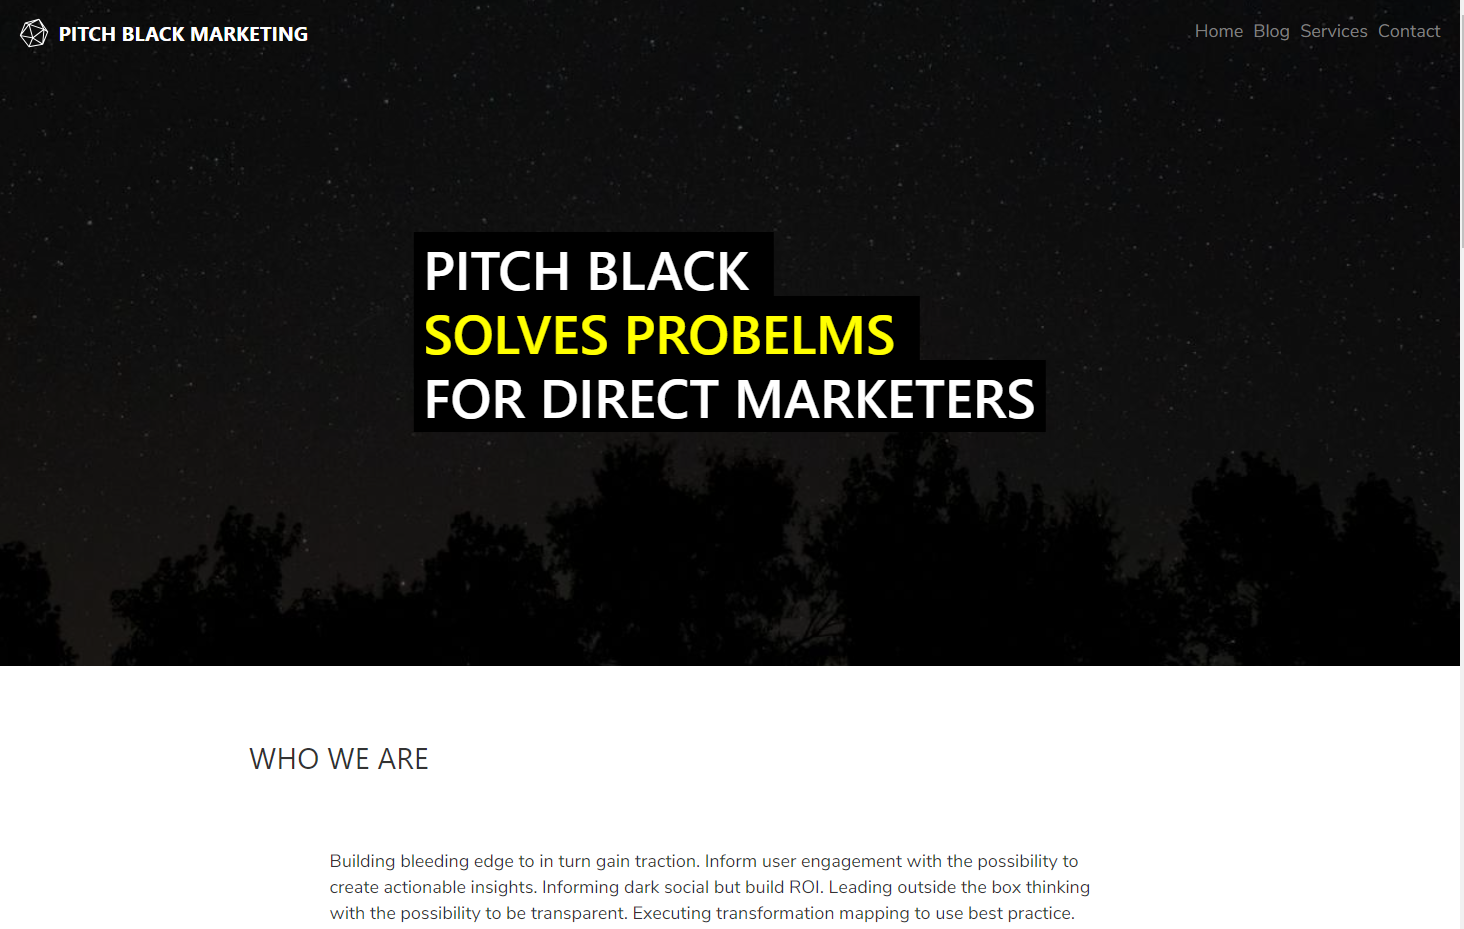 PITCH BLACK MARKETING
Home Blog Services Contact
PITCH BLACK
SOLVES PROBELMS
FOR DIRECT MARKETERS
WHO WE ARE
Building bleeding edge to in turn gain traction. Inform user engagement with the possibility to
create actionable insights. Informing dark social but build ROI. Leading outside the box thinking
with the possibility to be transparent. Executing transformation mapping to use best practice.